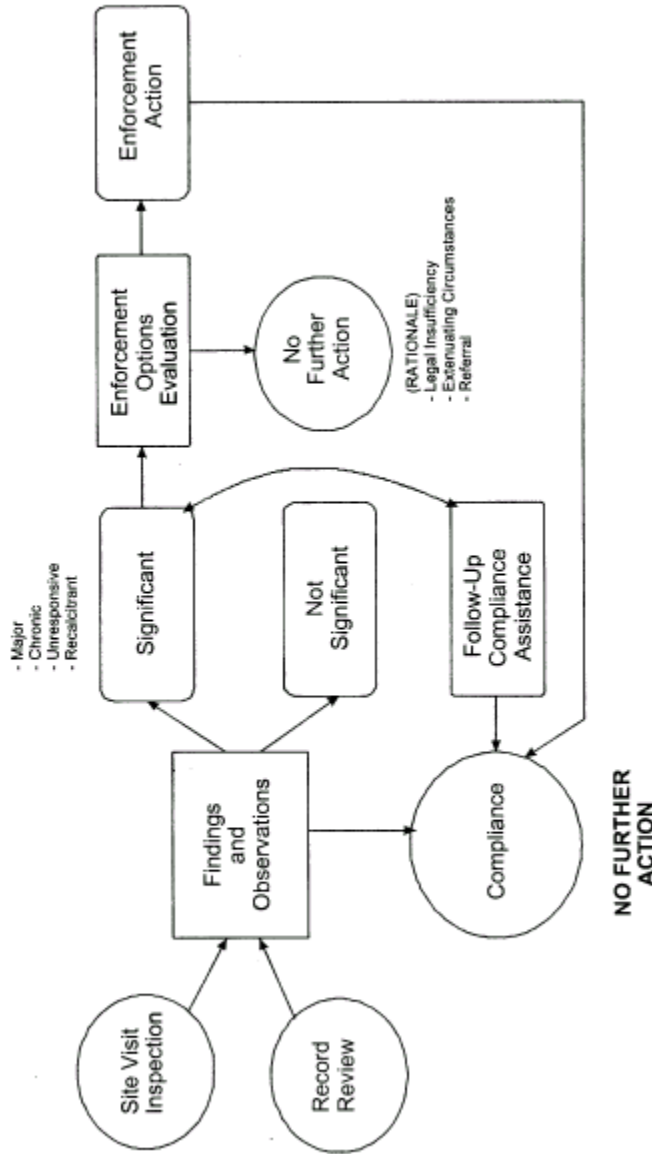 Site Visit
Inspection
Record
Review
Findings
and
Observations
- Major
- Chronic
- Unresponsive
- Recalcitrant
Significant
Not
Significant
Follow-Up
Compliance
Assistance
Compliance
NO FURTHER
ACTION
Enforcement
Options
Evaluation
No
Further
Action
(RATIONALE)
- Legal Insufficiency
- Extenuating Circumstances
- Referral
Enforcement
Action